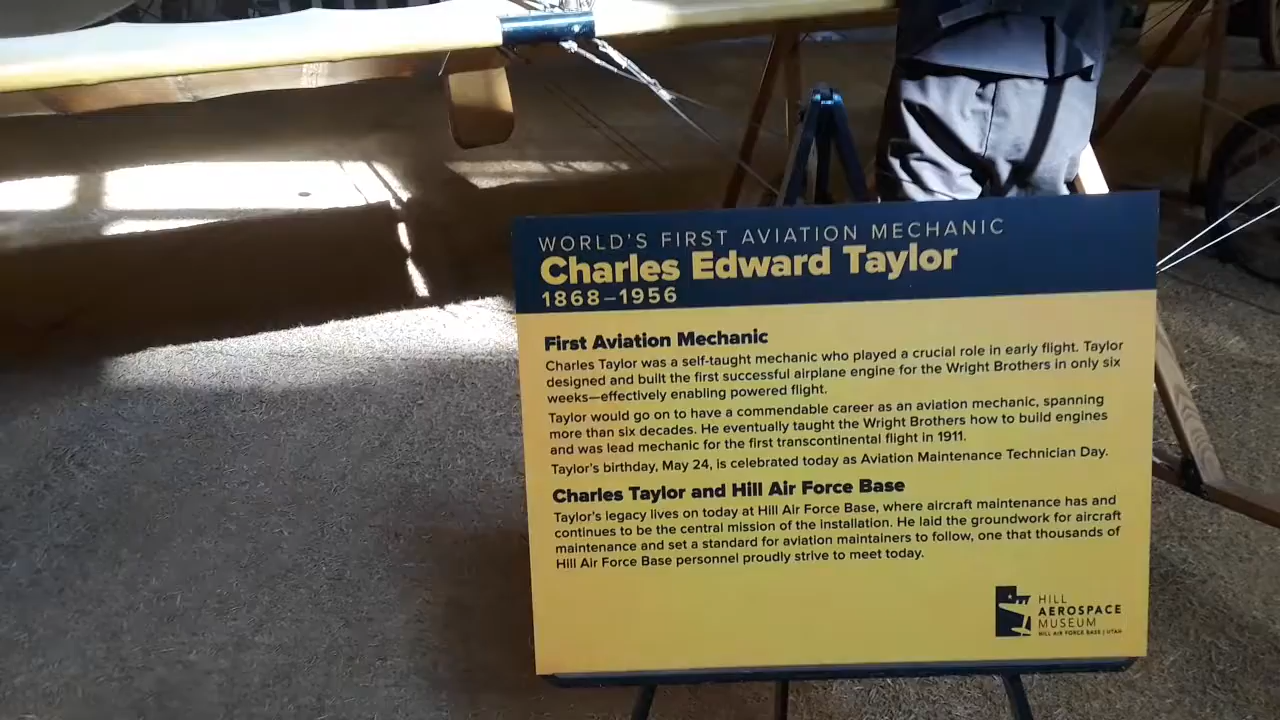 WORLD'S FIRST AVIATION MECHANIC
Charles Edward Taylor
1868–1956
First Aviation Mechanic
Charles Taylor was a self-taught mechanic who played a crucial role in early flight. Taylor
designed and built the first successful airplane engine for the Wright Brothers in only six
weeks—effectively enabling powered flight.
Taylor would go on to have a commendable career as an aviation mechanic, spanning
more than six decades. He eventually taught the Wright Brothers how to build engines
and was lead mechanic for the first transcontinental flight in 1911.
Taylor's birthday, May 24, is celebrated today as Aviation Maintenance Technician Day.
Charles Taylor and Hill Air Force Base
Taylor's legacy lives on today at Hill Air Force Base, where aircraft maintenance has and
continues to be the central mission of the installation. He laid the groundwork for aircraft
maintenance and set a standard for aviation maintainers to follow, one that thousands of
Hill Air Force Base personnel proudly strive to meet today.
HILL
AEROSPACE
MUSEUM
HILL AIR FORCE BASE | UTAH